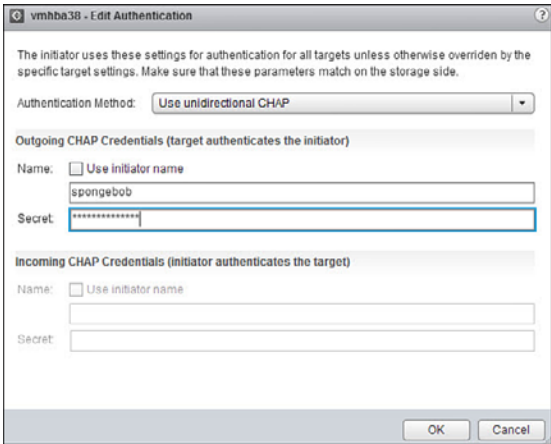 vmhba38 - Edit Authentication
?
The initiator uses these settings for authentication for all targets unless otherwise overriden by the
specific target settings. Make sure that these parameters match on the storage side.
Authentication Method: Use unidirectional CHAP
Outgoing CHAP Credentials (target authenticates the initiator)
Name: Use initiator name
spongebob
Secret: **************
Incoming CHAP Credentials (initiator authenticates the target)
Name: Use initiator name
Secret:
OK Cancel